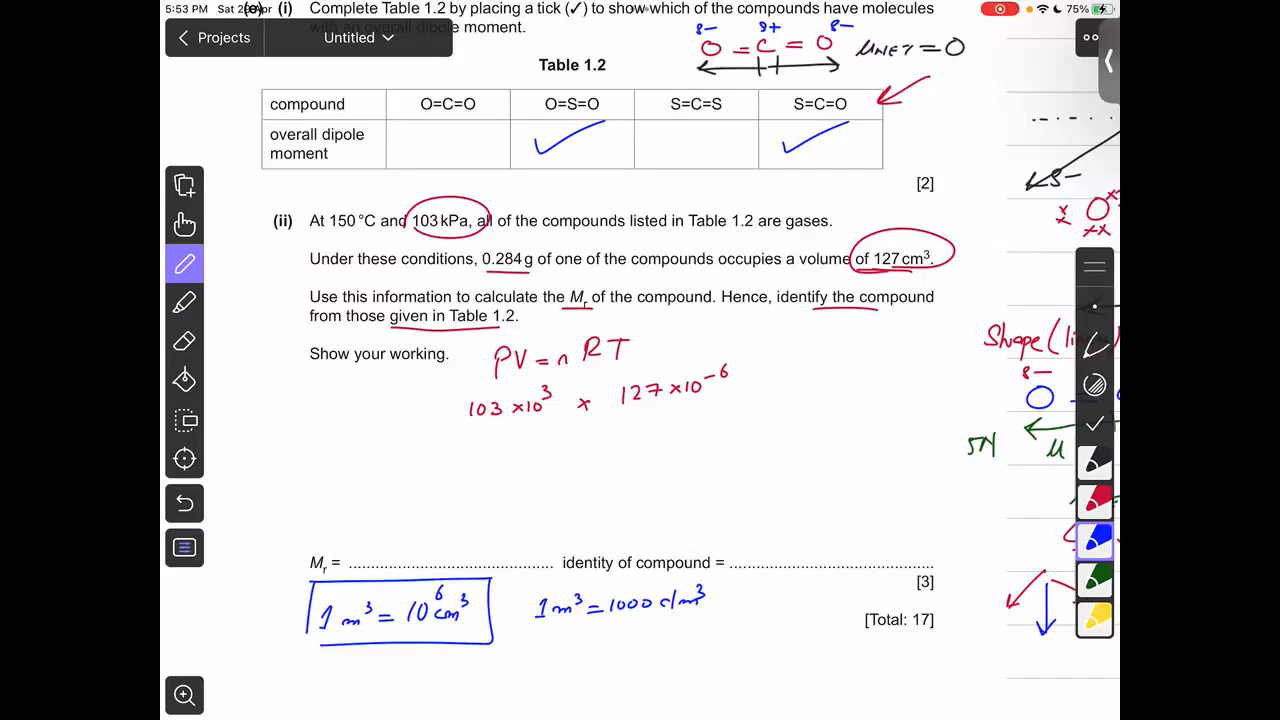 5:53 PM Sat 75%
(i) Complete Table 1.2 by placing a tick (✓) to show which of the compounds have molecules
with an overall dipole moment.
Projects Untitled
δ− δ+ δ−
O = C = O μNET = 0
Table 1.2
compound O=C=O O=S=O S=C=S S=C=O
overall dipole moment ✓ ✓
[2]
δ−
(ii) At 150 °C and 103 kPa, all of the compounds listed in Table 1.2 are gases.
Under these conditions, 0.284 g of one of the compounds occupies a volume of 127 cm³.
Use this information to calculate the Mr of the compound. Hence, identify the compound
from those given in Table 1.2.
Show your working.
PV = n RT
103 ×10³ × 127 ×10⁻⁶
δ−
O
μ
Mr = ............................................... identity of compound = ...............................................
[3]
1 m³ = 10⁶ cm³ 1 m³ = 1000 dm³
[Total: 17]